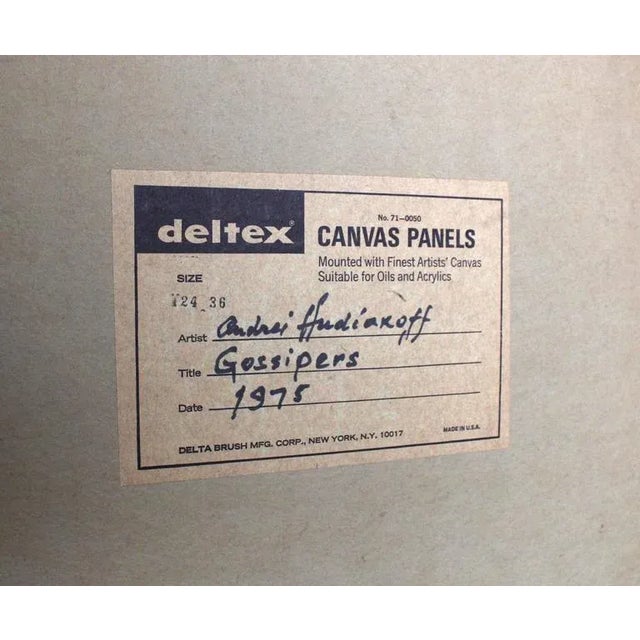 deltex®
No. 71—0050
CANVAS PANELS
Mounted with Finest Artists' Canvas
Suitable for Oils and Acrylics
SIZE
124 36
Artist Andrei Hudiakoff
Title Gossipers
Date 1975
DELTA BRUSH MFG. CORP., NEW YORK, N.Y. 10017
MADE IN U.S.A.